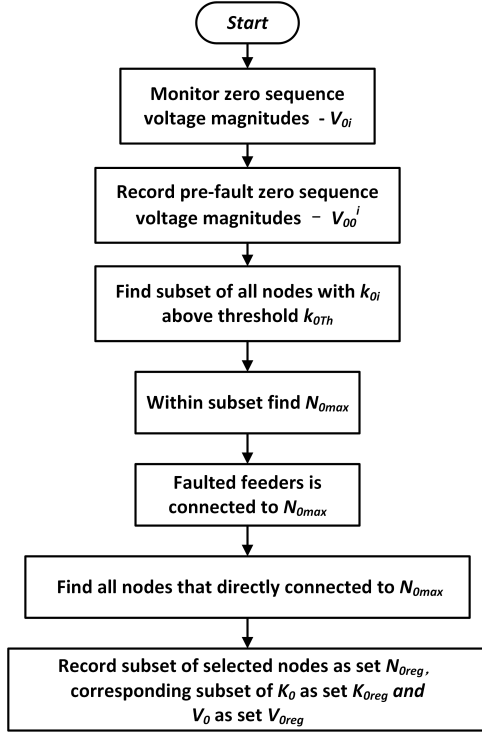 Start
Monitor zero sequence
voltage magnitudes - V₀ᵢ
Record pre-fault zero sequence
voltage magnitudes – V₀₀ⁱ
Find subset of all nodes with k₀ᵢ
above threshold k₀Th
Within subset find N₀max
Faulted feeders is
connected to N₀max
Find all nodes that directly connected to N₀max
Record subset of selected nodes as set N₀reg,
corresponding subset of K₀ as set K₀reg and
V₀ as set V₀reg